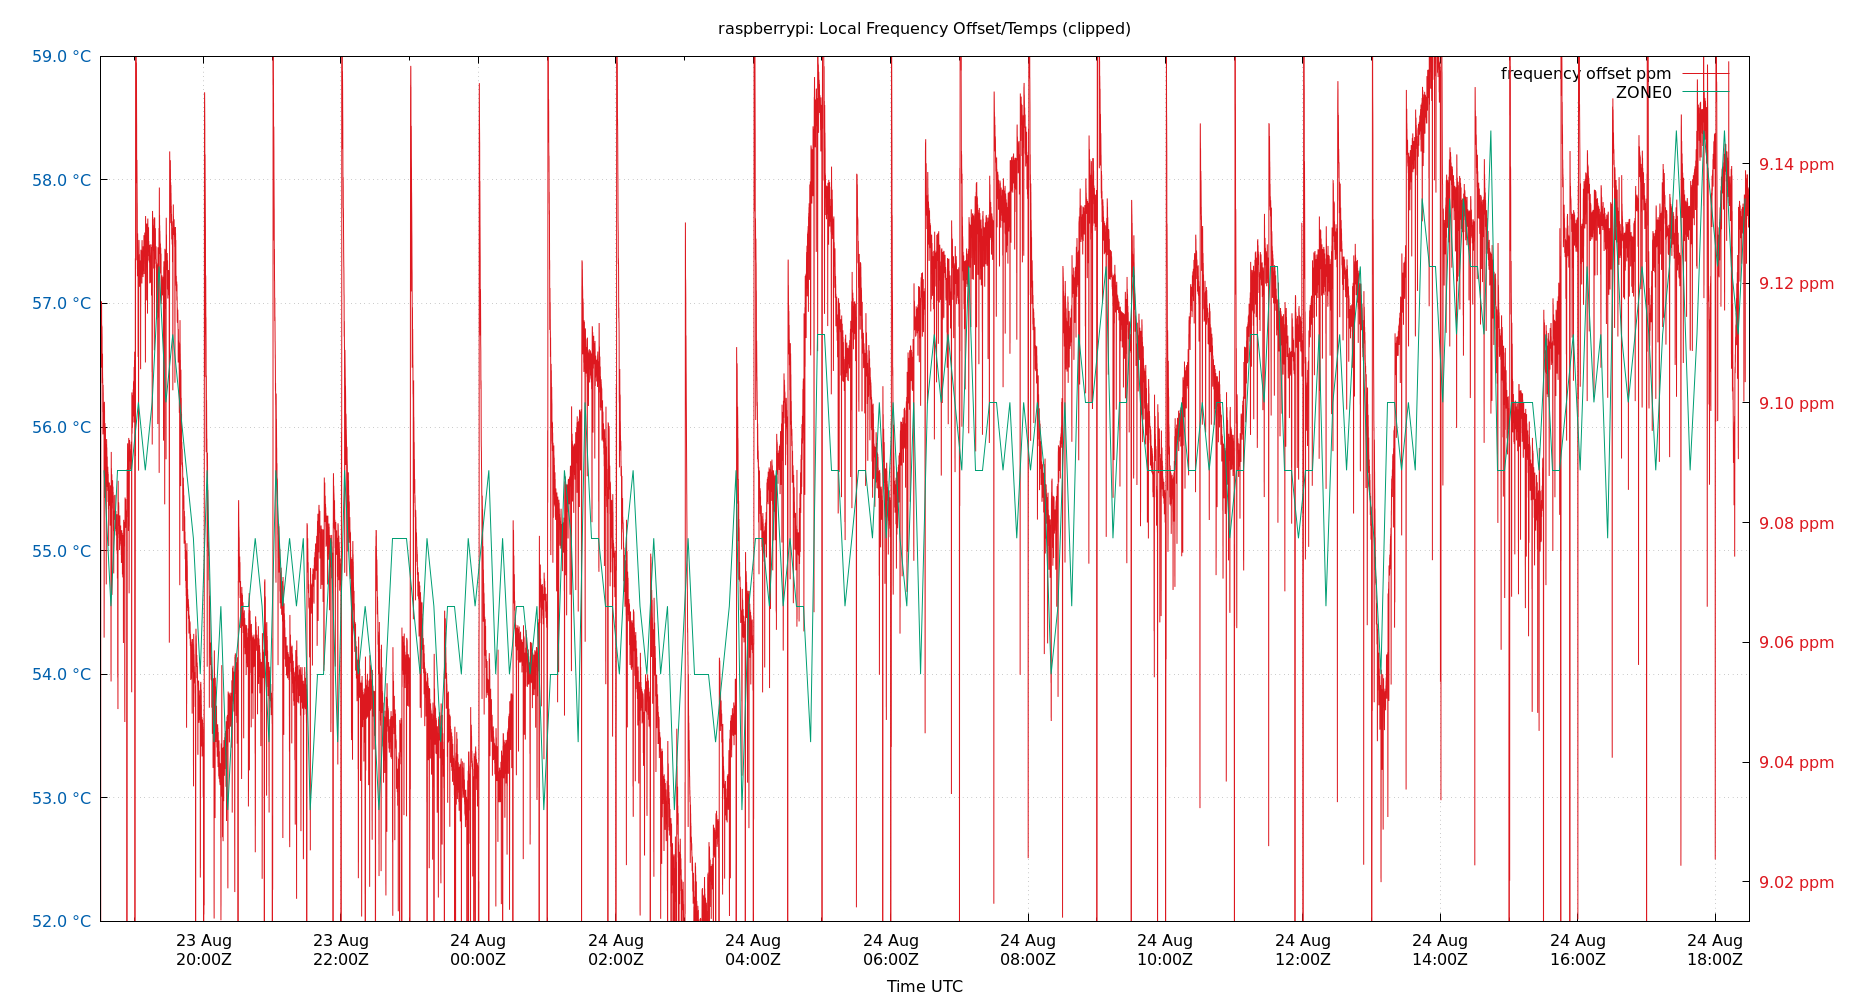 raspberrypi: Local Frequency Offset/Temps (clipped)
59.0 °C
58.0 °C
57.0 °C
56.0 °C
55.0 °C
54.0 °C
53.0 °C
52.0 °C
frequency offset ppm
ZONE0
9.14 ppm
9.12 ppm
9.10 ppm
9.08 ppm
9.06 ppm
9.04 ppm
9.02 ppm
23 Aug 23 Aug 24 Aug 24 Aug 24 Aug 24 Aug 24 Aug 24 Aug 24 Aug 24 Aug 24 Aug 24 Aug
20:00Z 22:00Z 00:00Z 02:00Z 04:00Z 06:00Z 08:00Z 10:00Z 12:00Z 14:00Z 16:00Z 18:00Z
Time UTC